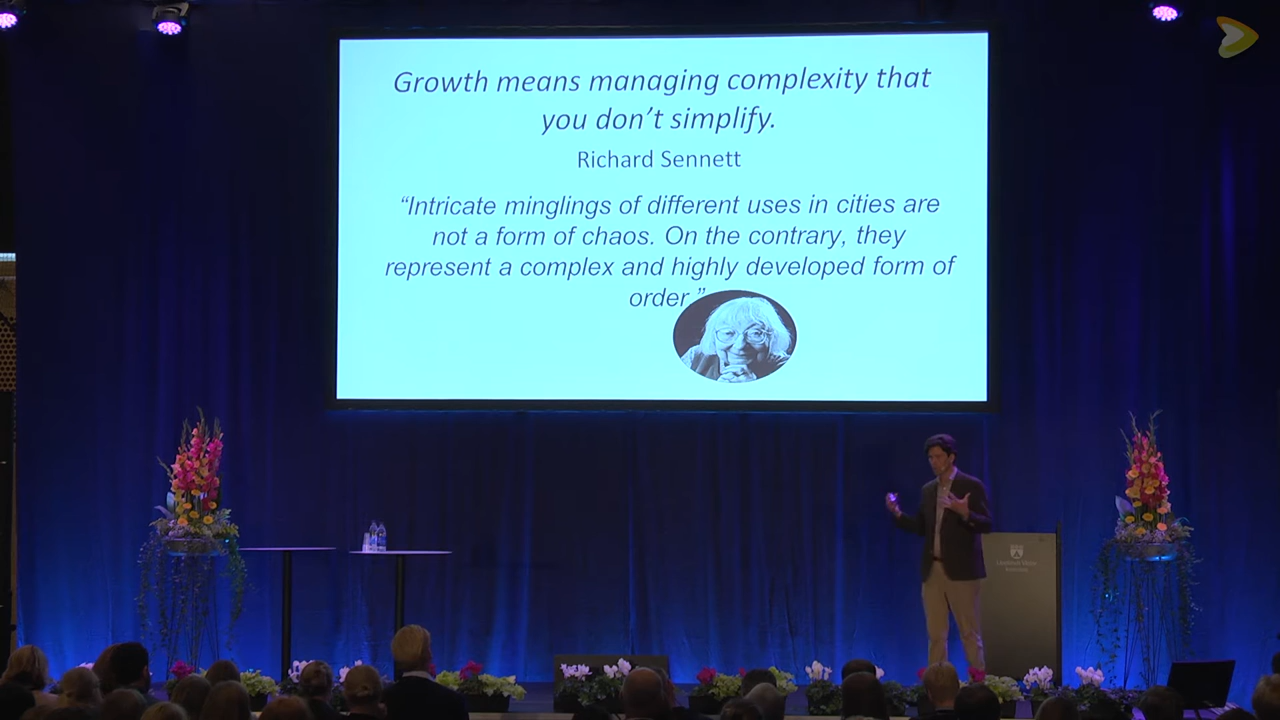 Growth means managing complexity that
you don't simplify.
Richard Sennett
“Intricate minglings of different uses in cities are
not a form of chaos. On the contrary, they
represent a complex and highly developed form of
order.”